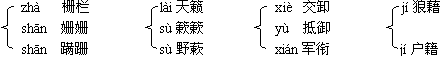 zhà 栅栏 lài 天籁 xiè 交卸 jí 狼藉
shān 姗姗 sù 簌簌 yù 抵御
shān 蹒跚 sù 野蔌 xián 军衔 jí 户籍